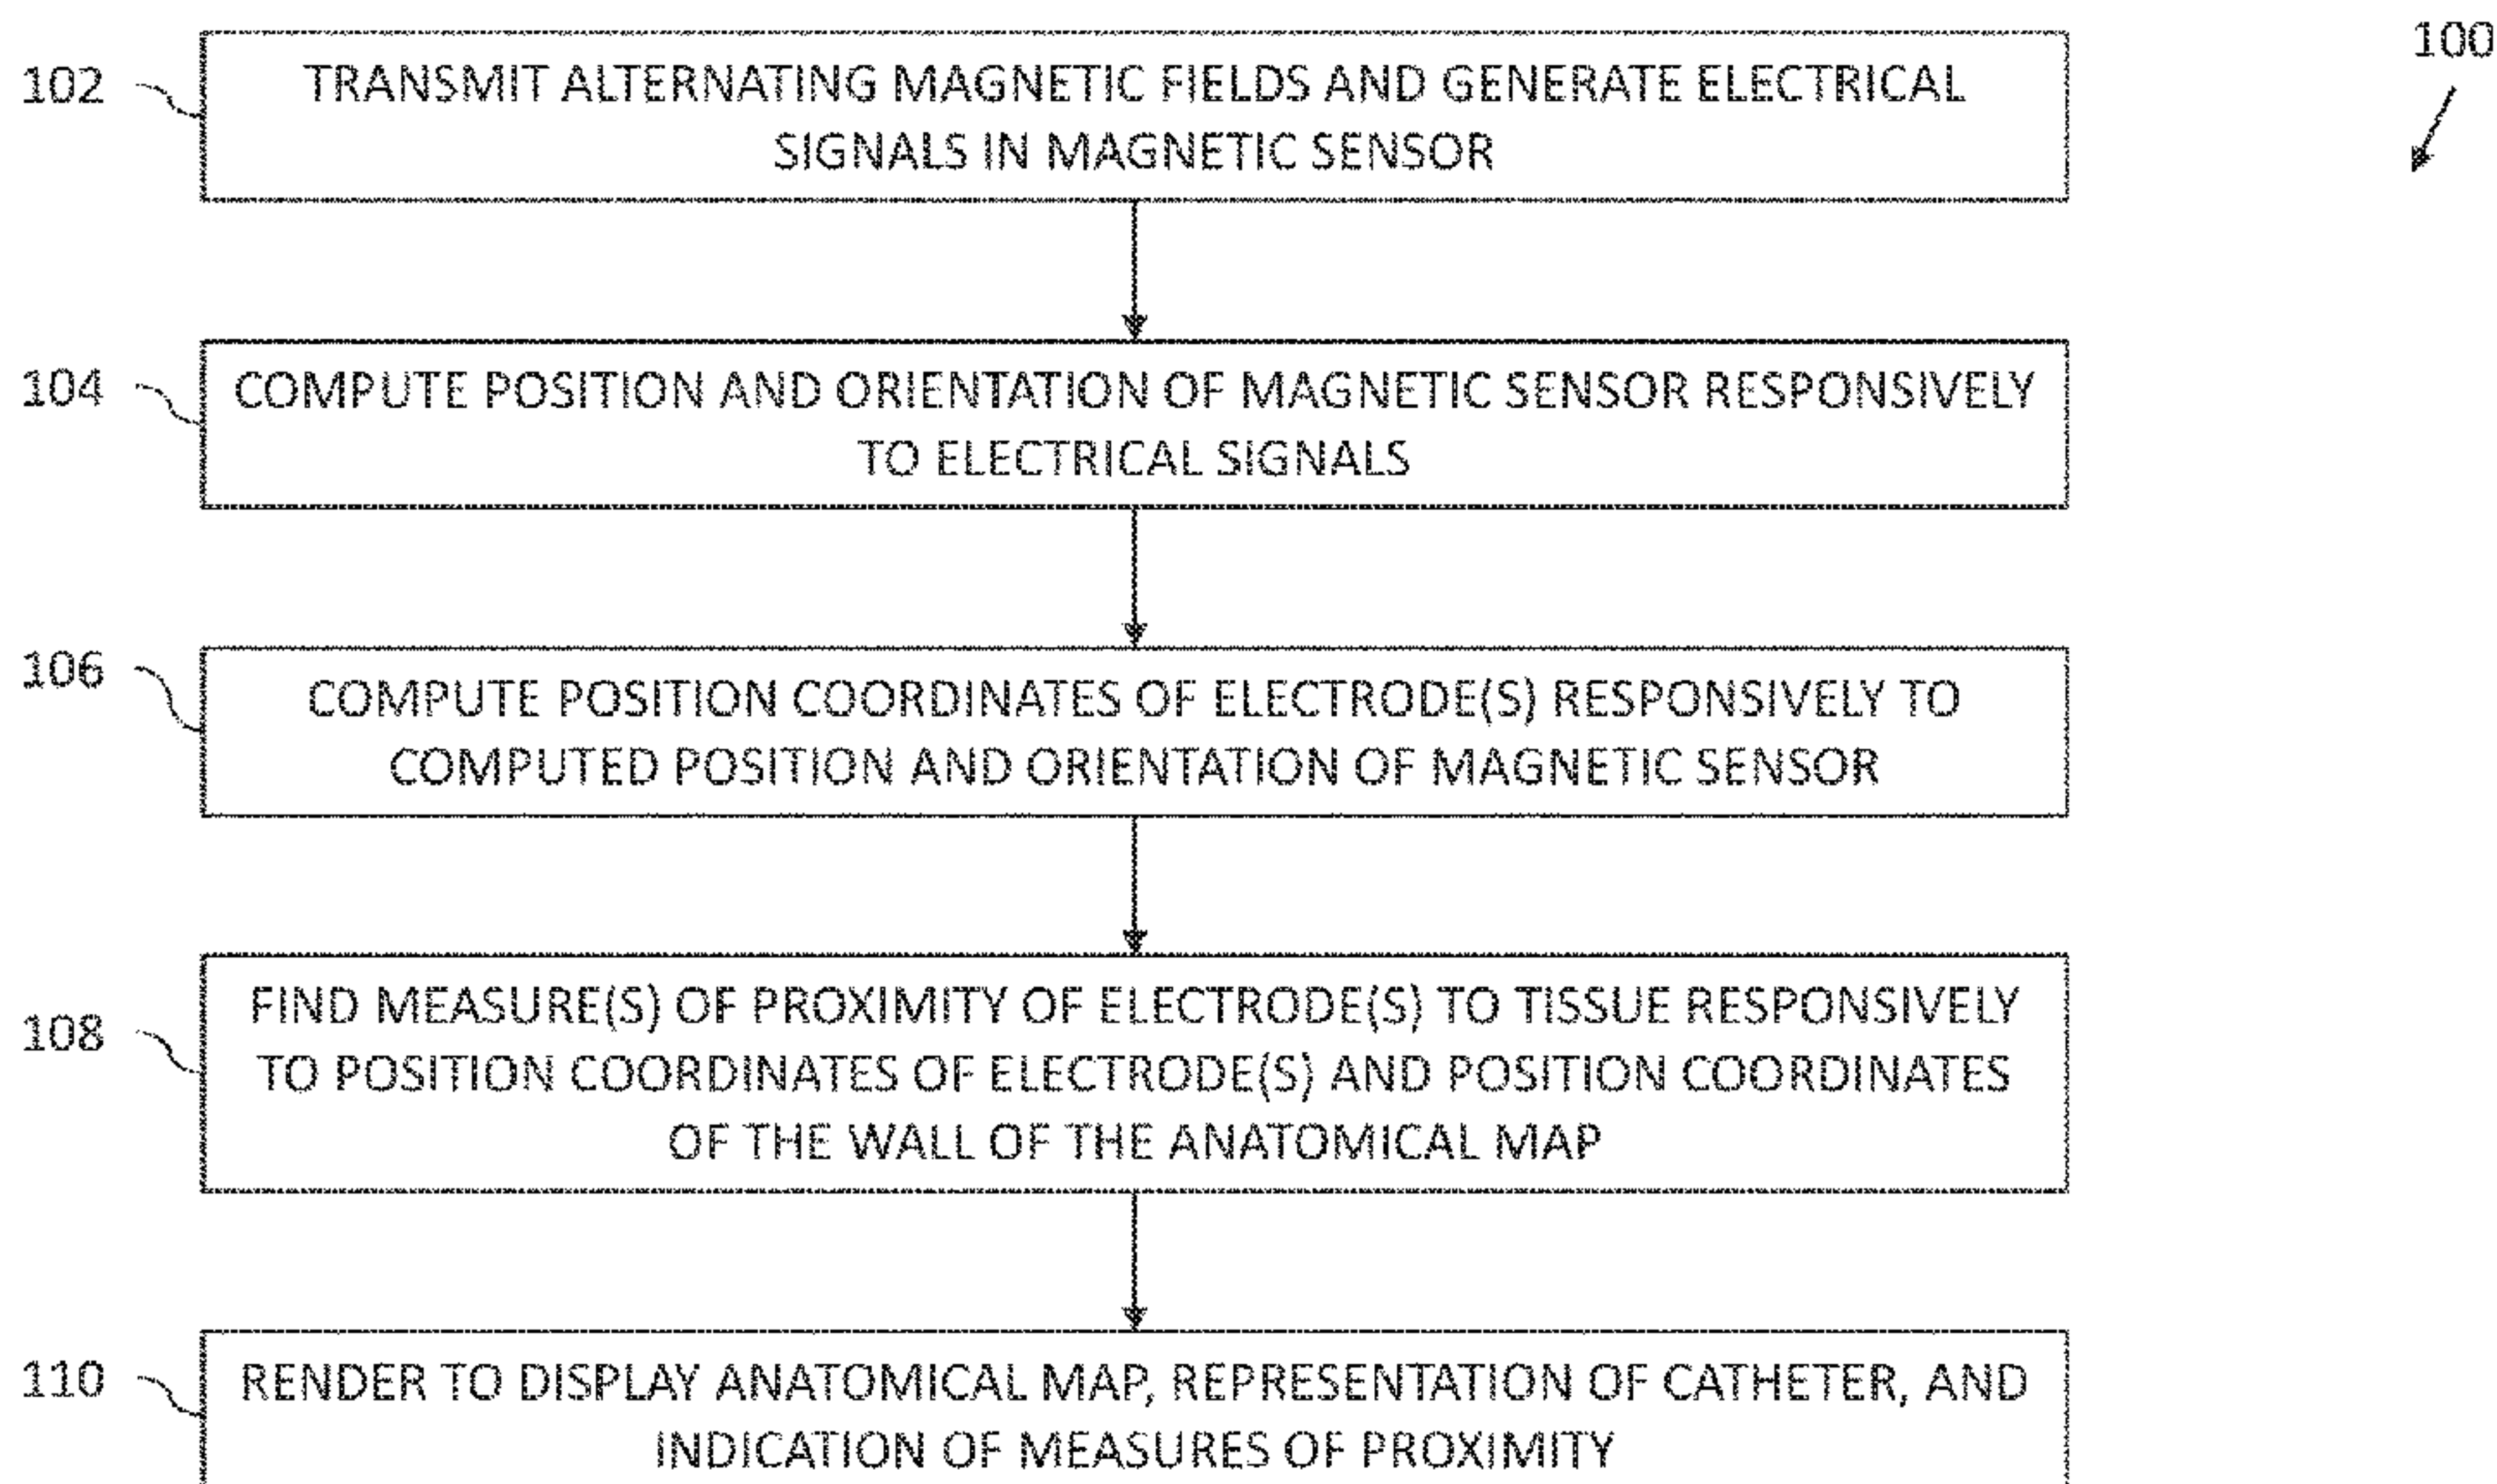 100
102
TRANSMIT ALTERNATING MAGNETIC FIELDS AND GENERATE ELECTRICAL
SIGNALS IN MAGNETIC SENSOR
104
COMPUTE POSITION AND ORIENTATION OF MAGNETIC SENSOR RESPONSIVELY
TO ELECTRICAL SIGNALS
106
COMPUTE POSITION COORDINATES OF ELECTRODE(S) RESPONSIVELY TO
COMPUTED POSITION AND ORIENTATION OF MAGNETIC SENSOR
108
FIND MEASURE(S) OF PROXIMITY OF ELECTRODE(S) TO TISSUE RESPONSIVELY
TO POSITION COORDINATES OF ELECTRODE(S) AND POSITION COORDINATES
OF THE WALL OF THE ANATOMICAL MAP
110
RENDER TO DISPLAY ANATOMICAL MAP, REPRESENTATION OF CATHETER, AND
INDICATION OF MEASURES OF PROXIMITY